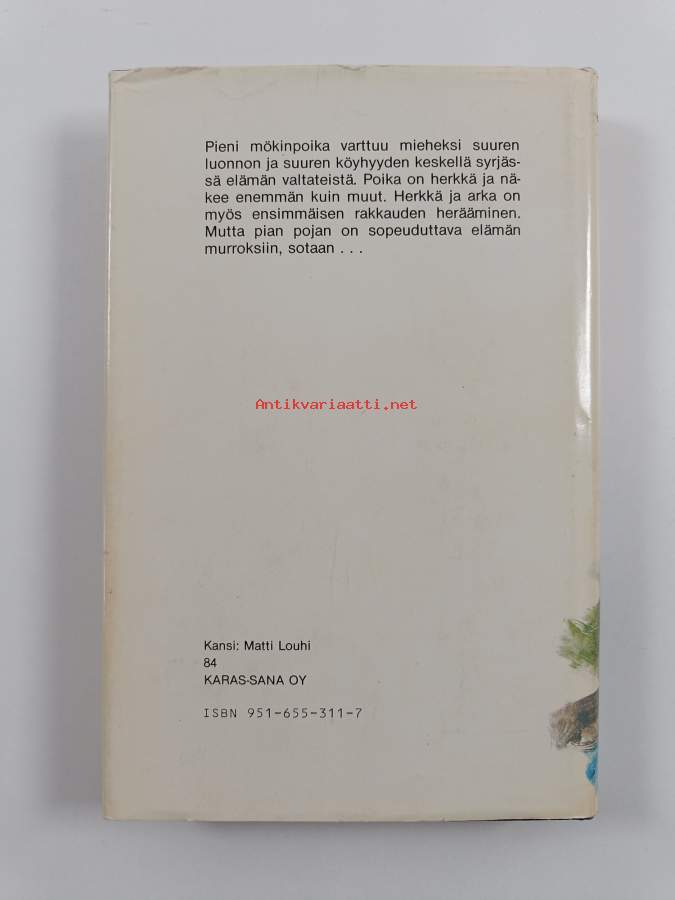 Pieni mökinpoika varttuu mieheksi suuren
luonnon ja suuren köyhyyden keskellä syrjäs-
sä elämän valtateistä. Poika on herkkä ja nä-
kee enemmän kuin muut. Herkkä ja arka on
myös ensimmäisen rakkauden herääminen.
Mutta pian pojan on sopeuduttava elämän
murroksiin, sotaan . . .
Antikvariaatti.net
Kansi: Matti Louhi
84
KARAS-SANA OY
ISBN 951-655-311-7